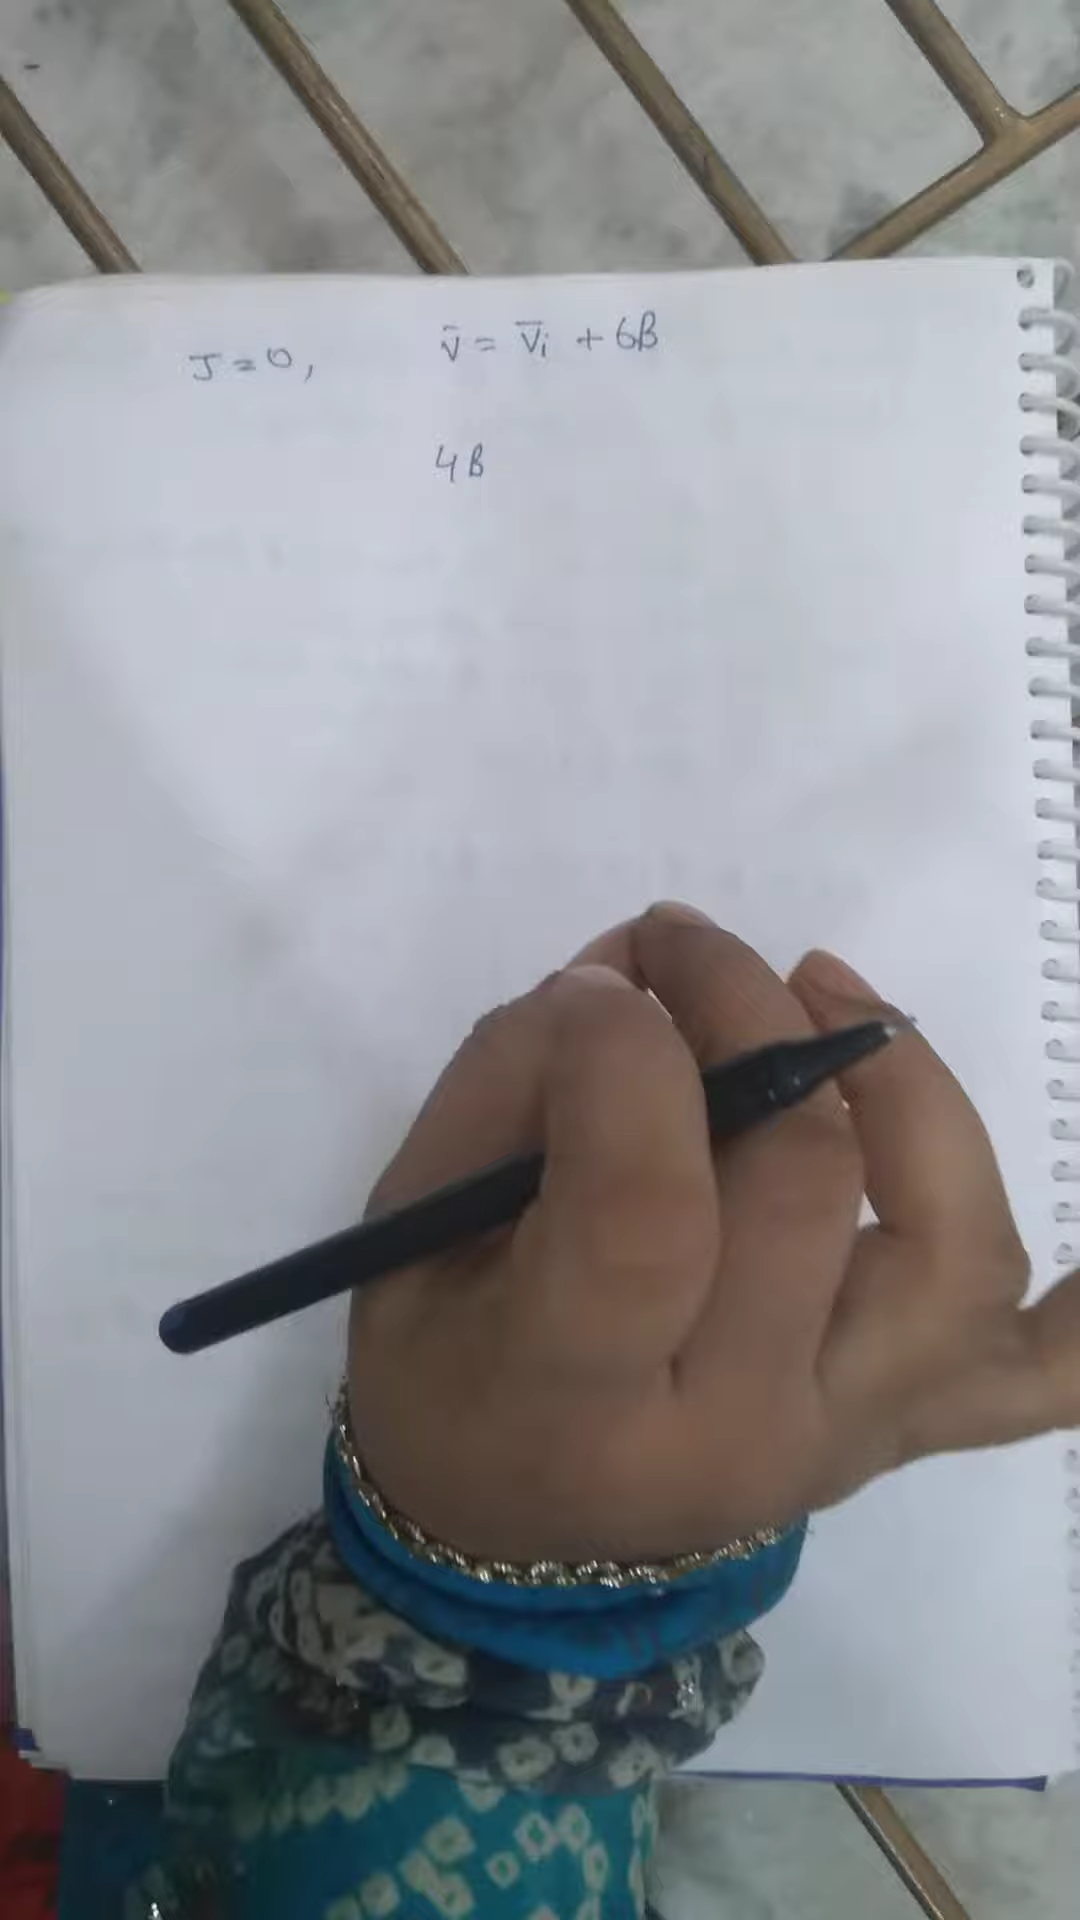 J = 0, v̄ = v̄i + 6B
4B